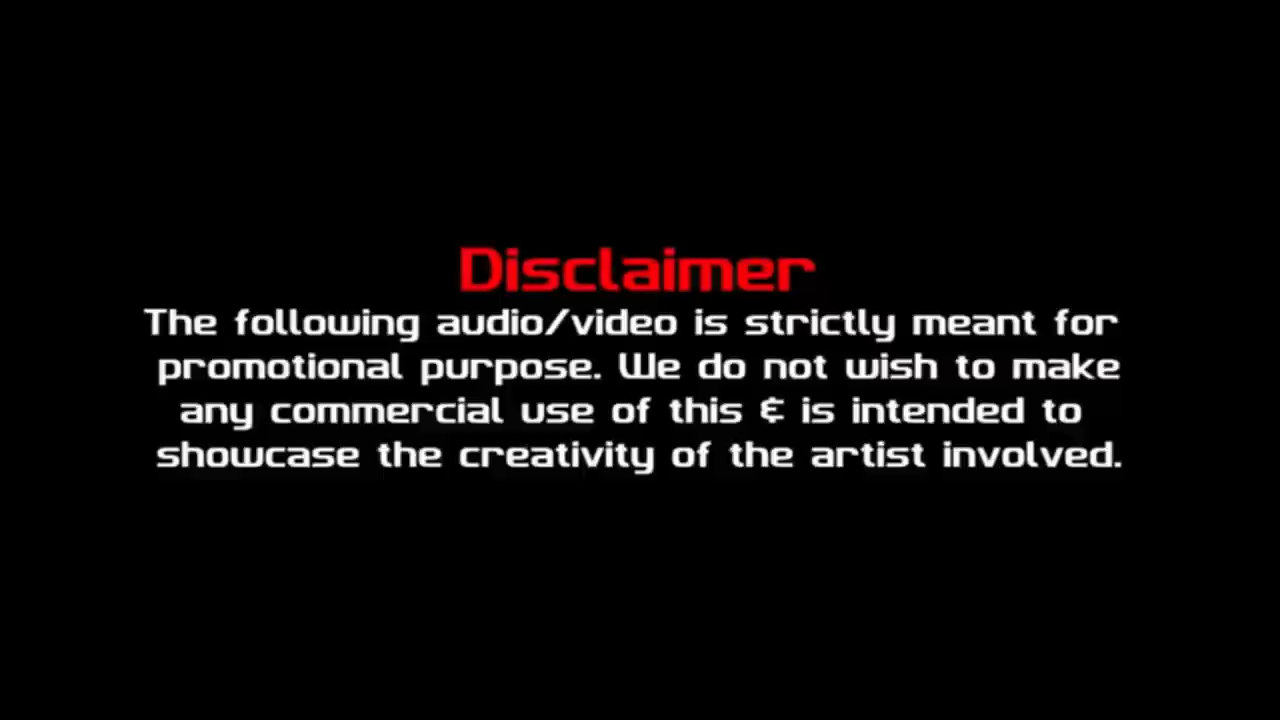 Disclaimer
The following audio/video is strictly meant for
promotional purpose. We do not wish to make
any commercial use of this & is intended to
showcase the creativity of the artist involved.